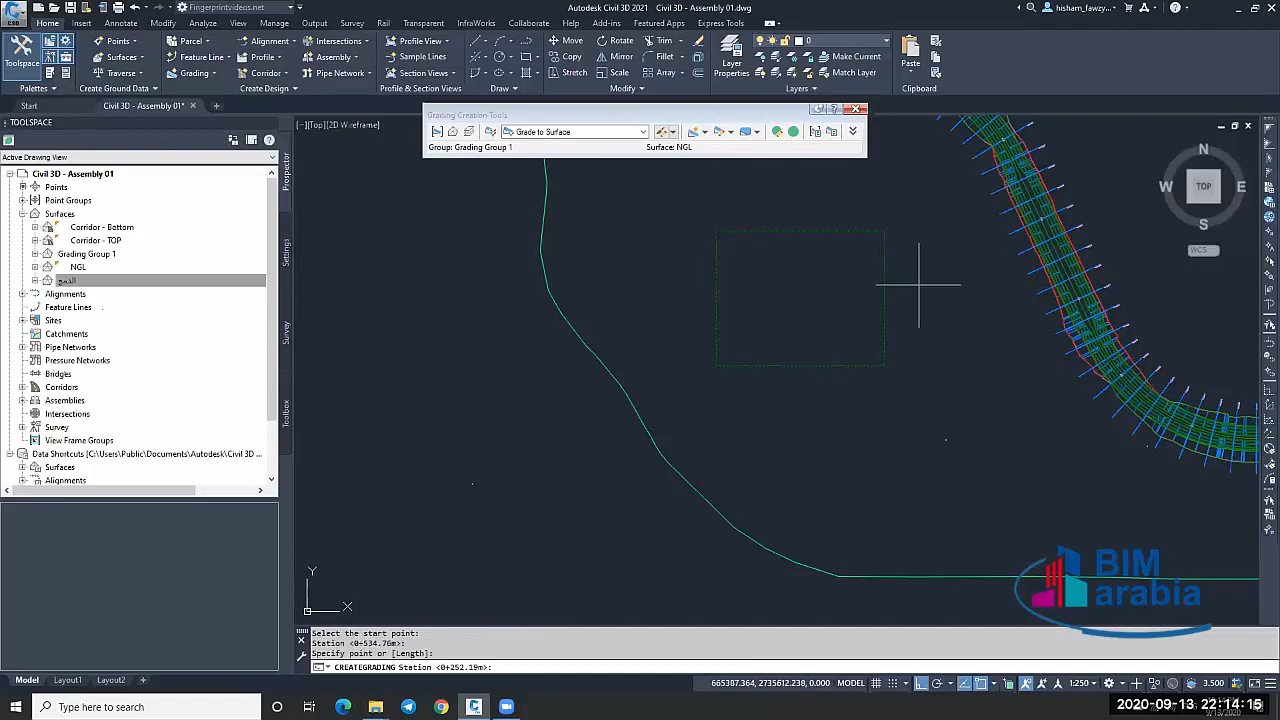 Fingerprintvideos.net
Autodesk Civil 3D 2021 Civil 3D - Assembly 01.dwg
hisham_fawzy...
C3D
Home Insert Annotate Modify Analyze View Manage Output Survey Rail Transparent InfraWorks Collaborate Help Add-ins Featured Apps Express Tools
Toolspace
Points
Surfaces
Traverse
Parcel
Feature Line
Grading
Alignment
Profile
Corridor
Intersections
Assembly
Pipe Network
Profile View
Sample Lines
Section Views
Move
Copy
Stretch
Rotate
Mirror
Scale
Trim
Fillet
Array
Layer Properties
0
Make Current
Match Layer
Paste
Palettes
Create Ground Data
Create Design
Profile & Section Views
Draw
Modify
Layers
Clipboard
Start
Civil 3D - Assembly 01*
TOOLSPACE
Active Drawing View
Civil 3D - Assembly 01
Points
Point Groups
Surfaces
Corridor - Bottom
Corridor - TOP
Grading Group 1
NGL
الدمج
Alignments
Feature Lines
Sites
Catchments
Pipe Networks
Pressure Networks
Bridges
Corridors
Assemblies
Intersections
Survey
View Frame Groups
Data Shortcuts [C:\Users\Public\Documents\Autodesk\Civil 3D ...
Surfaces
Alignments
Prospector
Settings
Survey
Toolbox
[-][Top][2D Wireframe]
Grading Creation Tools
Grade to Surface
Group: Grading Group 1
Surface: NGL
N
W
TOP
E
S
WCS
Y
X
BIM
arabia
Select the start point:
Station <0+534.76m>:
Specify point or [Length]:
CREATEGRADING Station <0+252.19m>:
Model Layout1 Layout2
665387.364, 2735612.238, 0.000 MODEL
1:250
3.500
Type here to search
2020-09-13 22:14:15